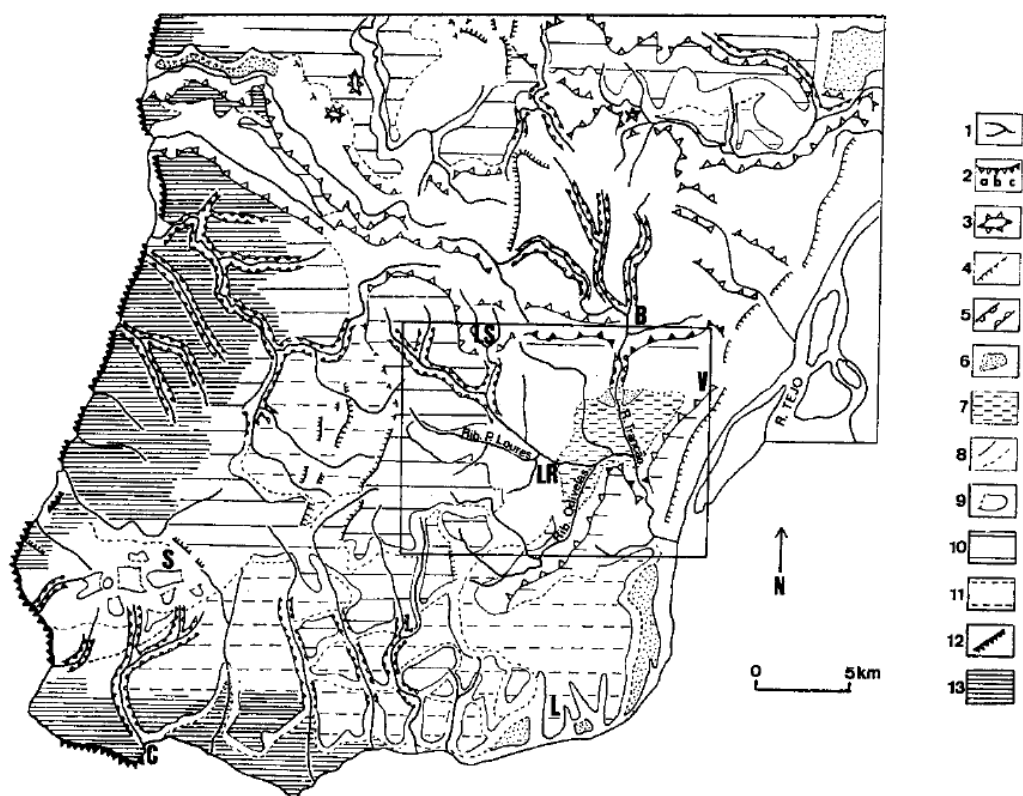 1
2 a b c
3
4
5
6
7
8
9
10
11
12
13
B
LS
V
R. TEJO
Rib. P. Loures
R. Trancão
LR
Rib. Odivelas
S
N
0 5km
L
C